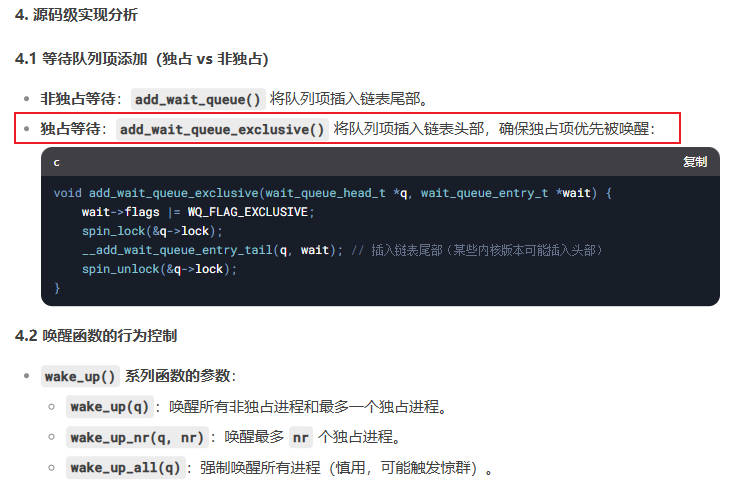 4. 源码级实现分析
4.1 等待队列项添加（独占 vs 非独占）
非独占等待：add_wait_queue() 将队列项插入链表尾部。
独占等待：add_wait_queue_exclusive() 将队列项插入链表头部，确保独占项优先被唤醒：
c 复制
void add_wait_queue_exclusive(wait_queue_head_t *q, wait_queue_entry_t *wait) {
    wait->flags |= WQ_FLAG_EXCLUSIVE;
    spin_lock(&q->lock);
    __add_wait_queue_entry_tail(q, wait); // 插入链表尾部（某些内核版本可能插入头部）
    spin_unlock(&q->lock);
}
4.2 唤醒函数的行为控制
wake_up() 系列函数的参数：
wake_up(q)：唤醒所有非独占进程和最多一个独占进程。
wake_up_nr(q, nr)：唤醒最多 nr 个独占进程。
wake_up_all(q)：强制唤醒所有进程（慎用，可能触发惊群）。